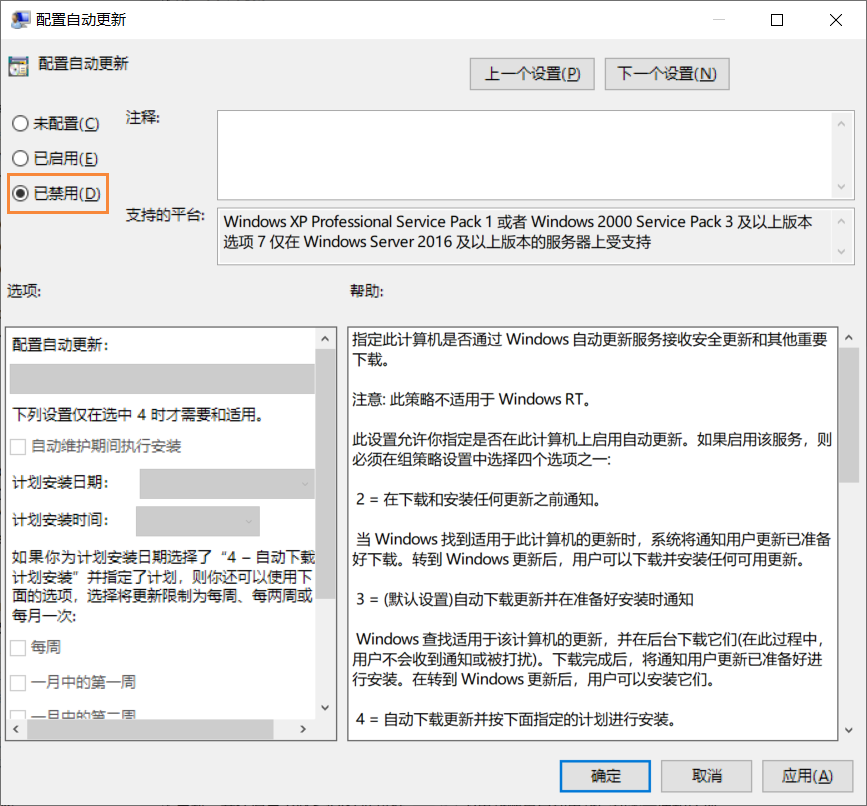 配置自动更新
配置自动更新
上一个设置(P)
下一个设置(N)
未配置(C)
已启用(E)
已禁用(D)
注释:
支持的平台:
Windows XP Professional Service Pack 1 或者 Windows 2000 Service Pack 3 及以上版本
选项 7 仅在 Windows Server 2016 及以上版本的服务器上受支持
选项:
帮助:
配置自动更新:
下列设置仅在选中 4 时才需要和适用。
自动维护期间执行安装
计划安装日期:
计划安装时间:
如果你为计划安装日期选择了“4 – 自动下载
计划安装”并指定了计划，则你还可以使用下
面的选项，选择将更新限制为每周、每两周或
每月一次:
每周
一月中的第一周
一月中的第二周
指定此计算机是否通过 Windows 自动更新服务接收安全更新和其他重要
下载。
注意: 此策略不适用于 Windows RT。
此设置允许你指定是否在此计算机上启用自动更新。如果启用该服务，则
必须在组策略设置中选择四个选项之一:
2 = 在下载和安装任何更新之前通知。
当 Windows 找到适用于此计算机的更新时，系统将通知用户更新已准备
好下载。转到 Windows 更新后，用户可以下载并安装任何可用更新。
3 = (默认设置)自动下载更新并在准备好安装时通知
Windows 查找适用于该计算机的更新，并在后台下载它们(在此过程中，
用户不会收到通知或被打扰)。下载完成后，将通知用户更新已准备好进
行安装。在转到 Windows 更新后，用户可以安装它们。
4 = 自动下载更新并按下面指定的计划进行安装。
确定
取消
应用(A)